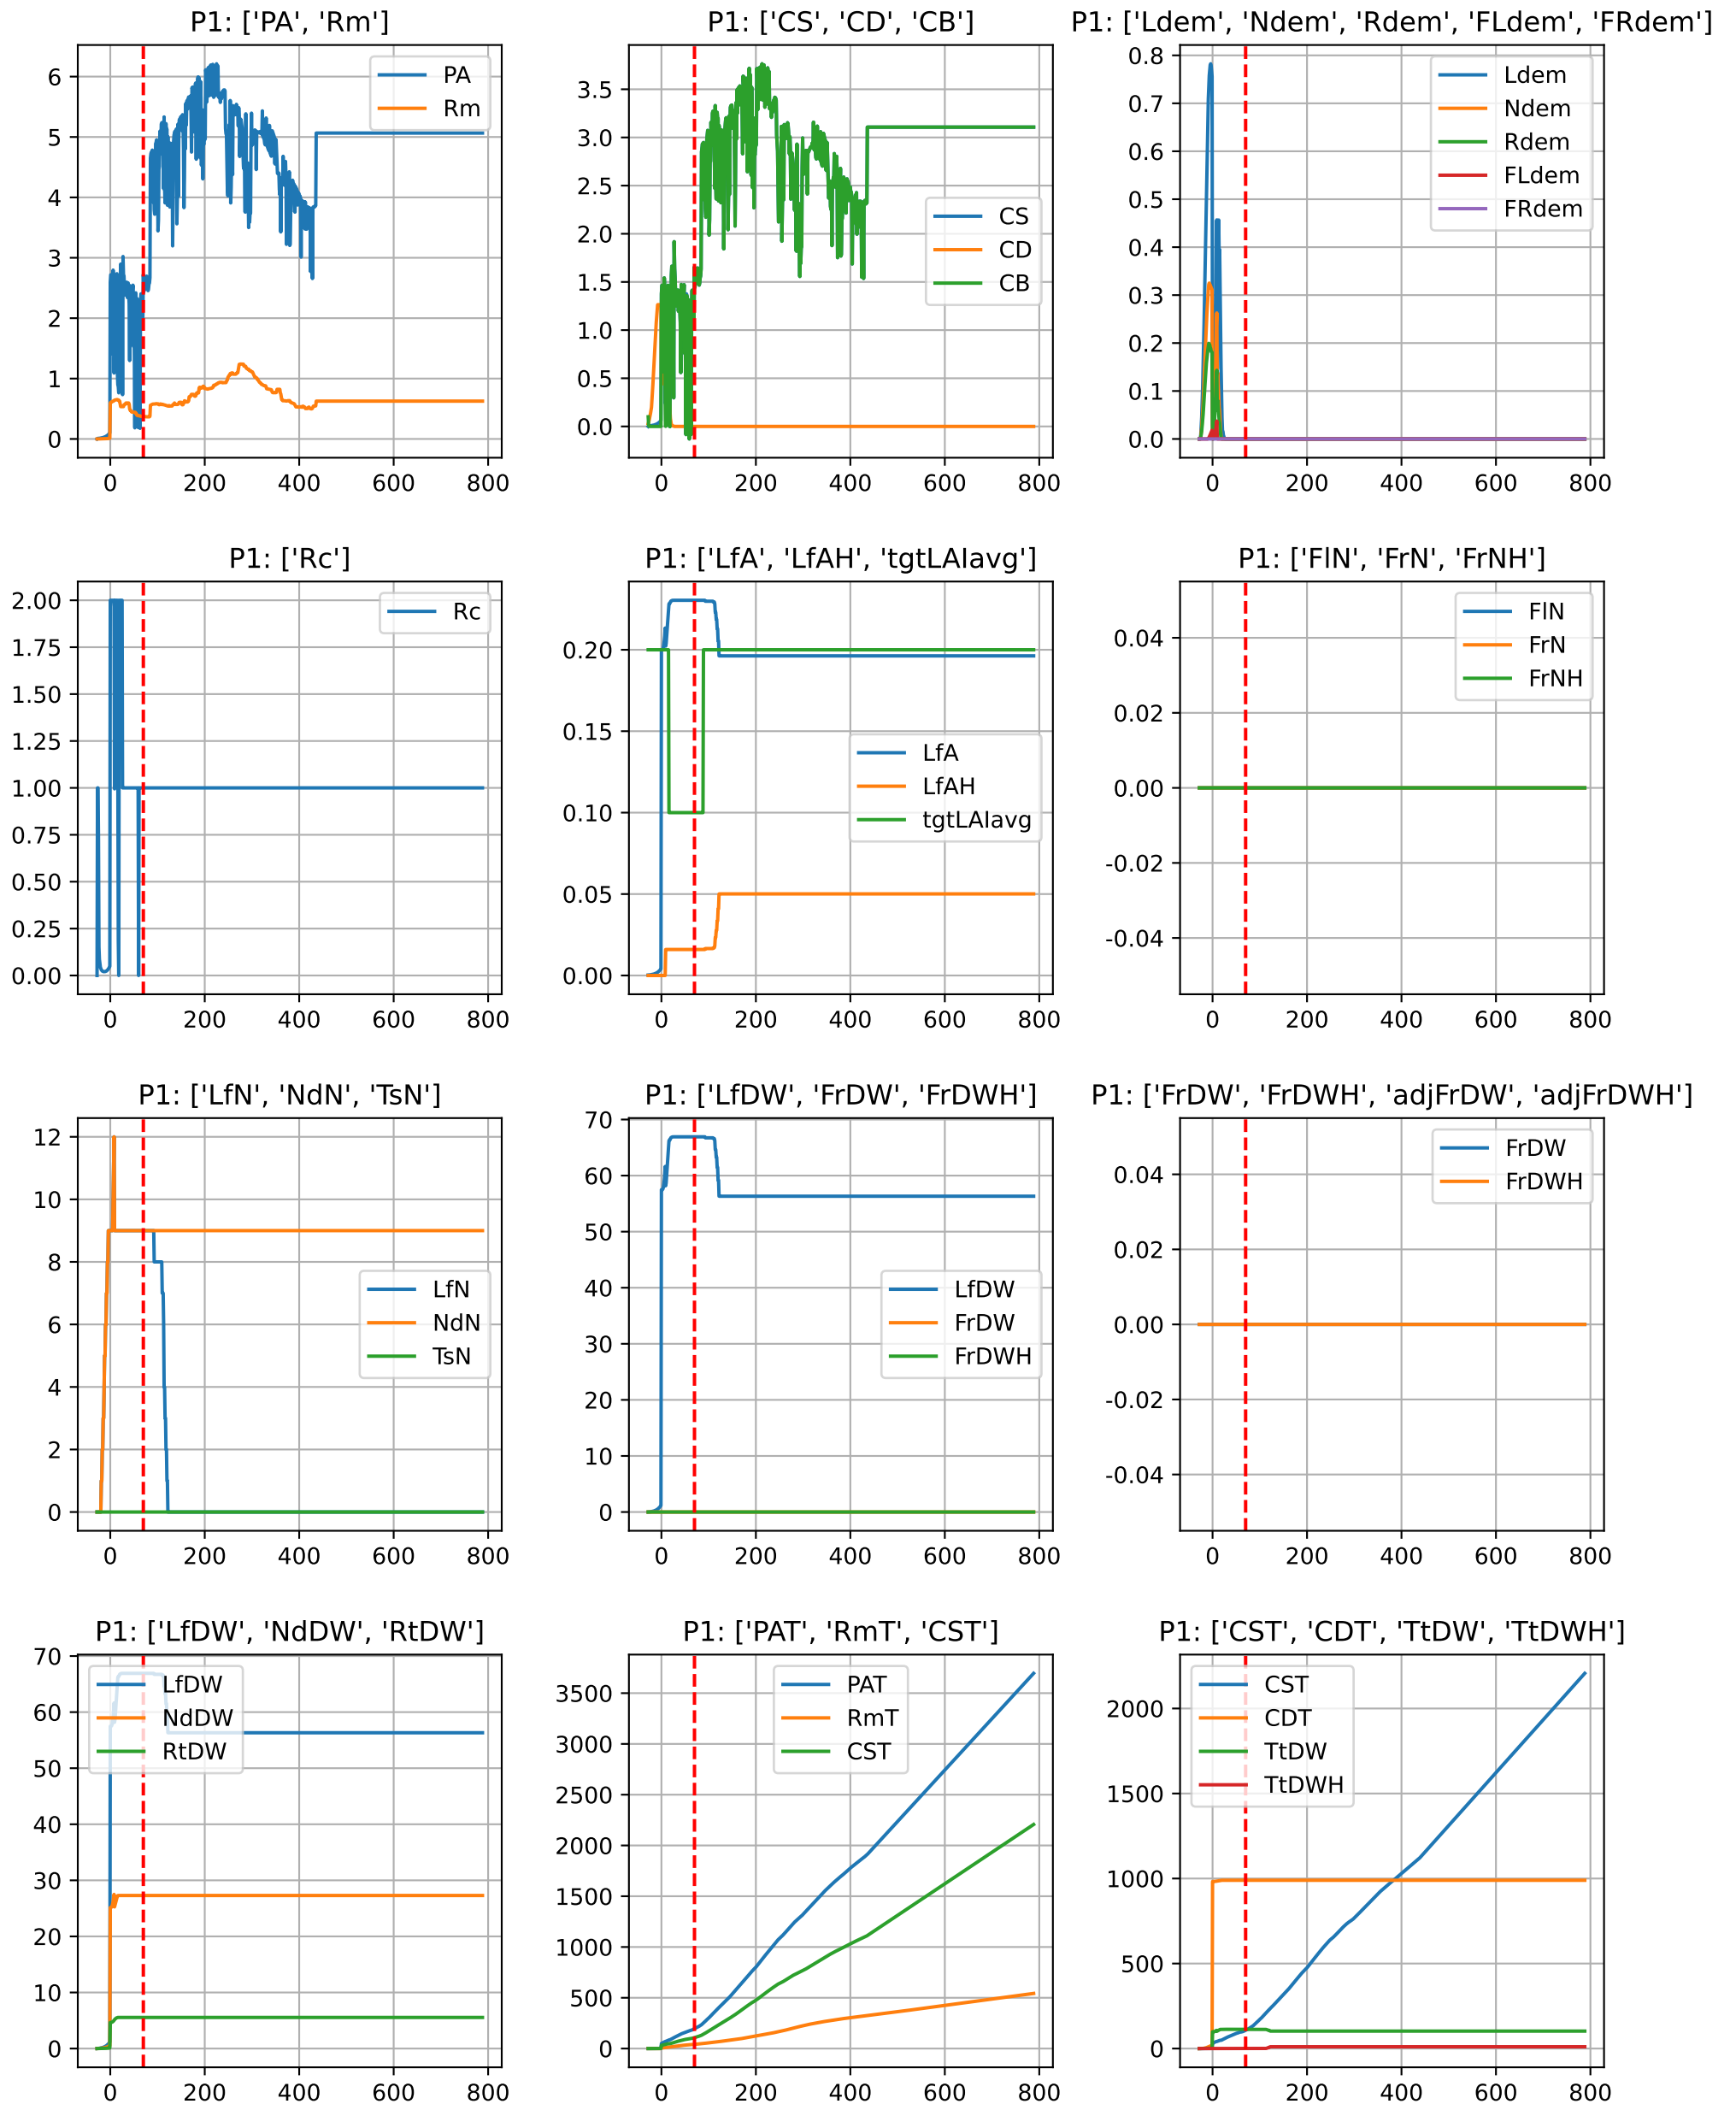 P1: ['PA', 'Rm']
6
5
4
3
2
1
0
0 200 400 600 800
PA
Rm
P1: ['CS', 'CD', 'CB']
3.5
3.0
2.5
2.0
1.5
1.0
0.5
0.0
0 200 400 600 800
CS
CD
CB
P1: ['Ldem', 'Ndem', 'Rdem', 'FLdem', 'FRdem']
0.8
0.7
0.6
0.5
0.4
0.3
0.2
0.1
0.0
0 200 400 600 800
Ldem
Ndem
Rdem
FLdem
FRdem
P1: ['Rc']
2.00
1.75
1.50
1.25
1.00
0.75
0.50
0.25
0.00
0 200 400 600 800
Rc
P1: ['LfA', 'LfAH', 'tgtLAIavg']
0.20
0.15
0.10
0.05
0.00
0 200 400 600 800
LfA
LfAH
tgtLAIavg
P1: ['FlN', 'FrN', 'FrNH']
0.04
0.02
0.00
-0.02
-0.04
0 200 400 600 800
FlN
FrN
FrNH
P1: ['LfN', 'NdN', 'TsN']
12
10
8
6
4
2
0
0 200 400 600 800
LfN
NdN
TsN
P1: ['LfDW', 'FrDW', 'FrDWH']
70
60
50
40
30
20
10
0
0 200 400 600 800
LfDW
FrDW
FrDWH
P1: ['FrDW', 'FrDWH', 'adjFrDW', 'adjFrDWH']
0.04
0.02
0.00
-0.02
-0.04
0 200 400 600 800
FrDW
FrDWH
P1: ['LfDW', 'NdDW', 'RtDW']
70
60
50
40
30
20
10
0
0 200 400 600 800
LfDW
NdDW
RtDW
P1: ['PAT', 'RmT', 'CST']
3500
3000
2500
2000
1500
1000
500
0
0 200 400 600 800
PAT
RmT
CST
P1: ['CST', 'CDT', 'TtDW', 'TtDWH']
2000
1500
1000
500
0
0 200 400 600 800
CST
CDT
TtDW
TtDWH